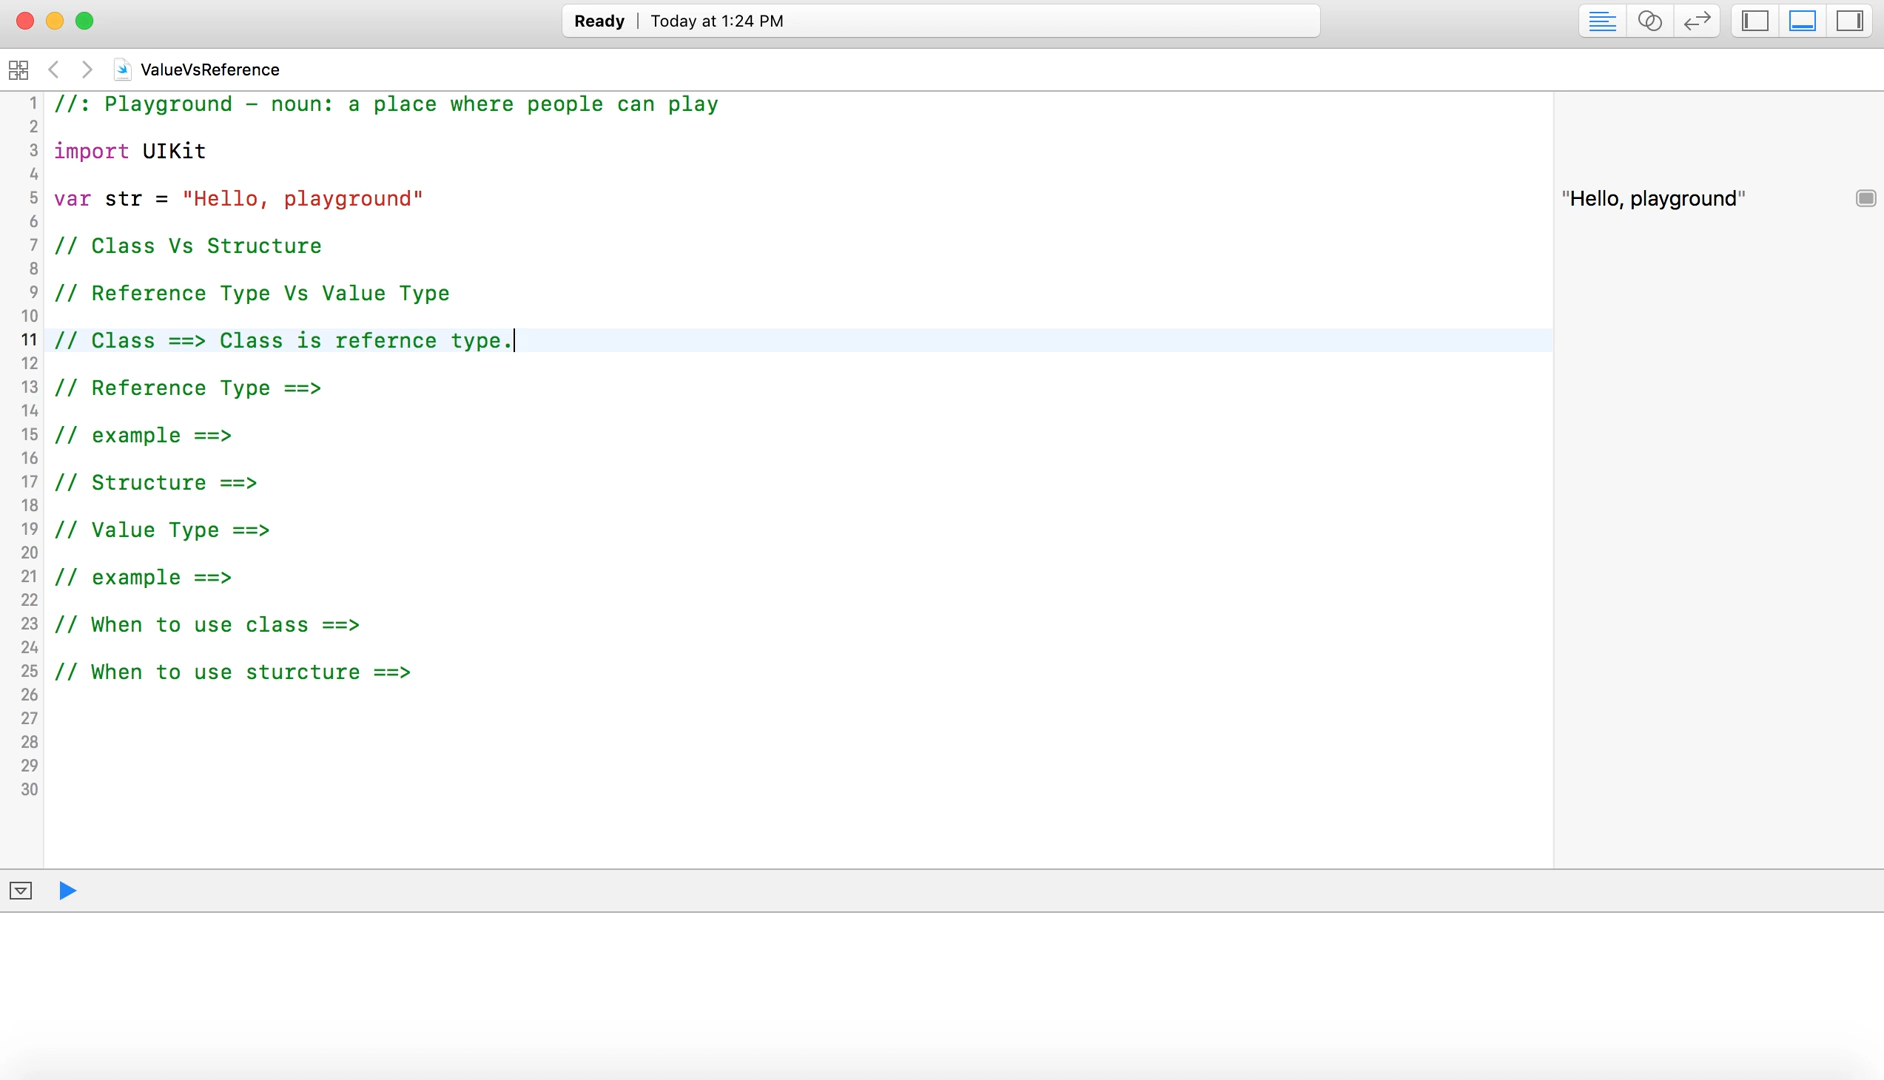 Ready | Today at 1:24 PM
ValueVsReference
1 //: Playground - noun: a place where people can play
2
3 import UIKit
4
5 var str = "Hello, playground"
"Hello, playground"
6
7 // Class Vs Structure
8
9 // Reference Type Vs Value Type
10
11 // Class ==> Class is refernce type.
12
13 // Reference Type ==>
14
15 // example ==>
16
17 // Structure ==>
18
19 // Value Type ==>
20
21 // example ==>
22
23 // When to use class ==>
24
25 // When to use sturcture ==>
26
27
28
29
30